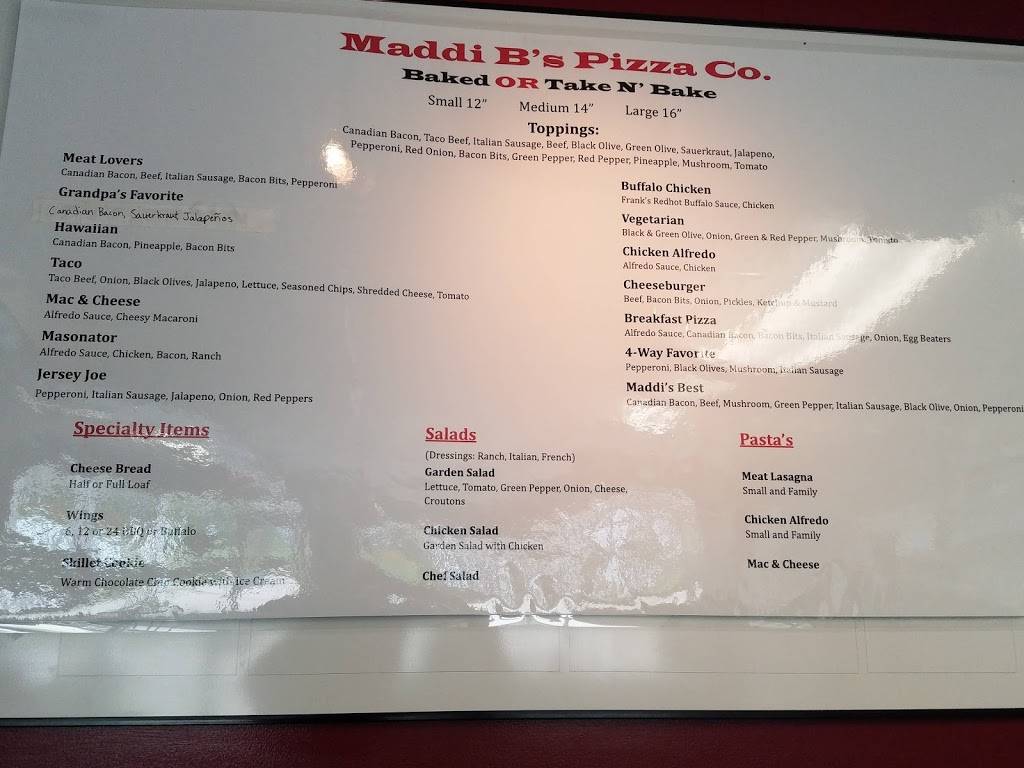 Maddi B's Pizza Co.
Baked OR Take N' Bake
Small 12" Medium 14" Large 16"
Toppings:
Canadian Bacon, Taco Beef, Italian Sausage, Beef, Black Olive, Green Olive, Sauerkraut, Jalapeno,
Pepperoni, Red Onion, Bacon Bits, Green Pepper, Red Pepper, Pineapple, Mushroom, Tomato
Meat Lovers
Canadian Bacon, Beef, Italian Sausage, Bacon Bits, Pepperoni
Grandpa's Favorite
Canadian Bacon, Sauerkraut Jalapeños
Hawaiian
Canadian Bacon, Pineapple, Bacon Bits
Taco
Taco Beef, Onion, Black Olives, Jalapeno, Lettuce, Seasoned Chips, Shredded Cheese, Tomato
Mac & Cheese
Alfredo Sauce, Cheesy Macaroni
Masonator
Alfredo Sauce, Chicken, Bacon, Ranch
Jersey Joe
Pepperoni, Italian Sausage, Jalapeno, Onion, Red Peppers
Buffalo Chicken
Frank's Redhot Buffalo Sauce, Chicken
Vegetarian
Black & Green Olive, Onion, Green & Red Pepper, Mushroom, Tomato
Chicken Alfredo
Alfredo Sauce, Chicken
Cheeseburger
Beef, Bacon Bits, Onion, Pickles, Ketchup & Mustard
Breakfast Pizza
Alfredo Sauce, Canadian Bacon, Bacon Bits, Italian Sausage, Onion, Egg Beaters
4-Way Favorite
Pepperoni, Black Olives, Mushroom, Italian Sausage
Maddi's Best
Canadian Bacon, Beef, Mushroom, Green Pepper, Italian Sausage, Black Olive, Onion, Pepperoni
Specialty Items
Cheese Bread
Half or Full Loaf
Wings
6, 12 or 24 BBQ or Buffalo
Skillet Cookie
Warm Chocolate Chip Cookie with Ice Cream
Salads
(Dressings: Ranch, Italian, French)
Garden Salad
Lettuce, Tomato, Green Pepper, Onion, Cheese,
Croutons
Chicken Salad
Garden Salad with Chicken
Chef Salad
Pasta's
Meat Lasagna
Small and Family
Chicken Alfredo
Small and Family
Mac & Cheese